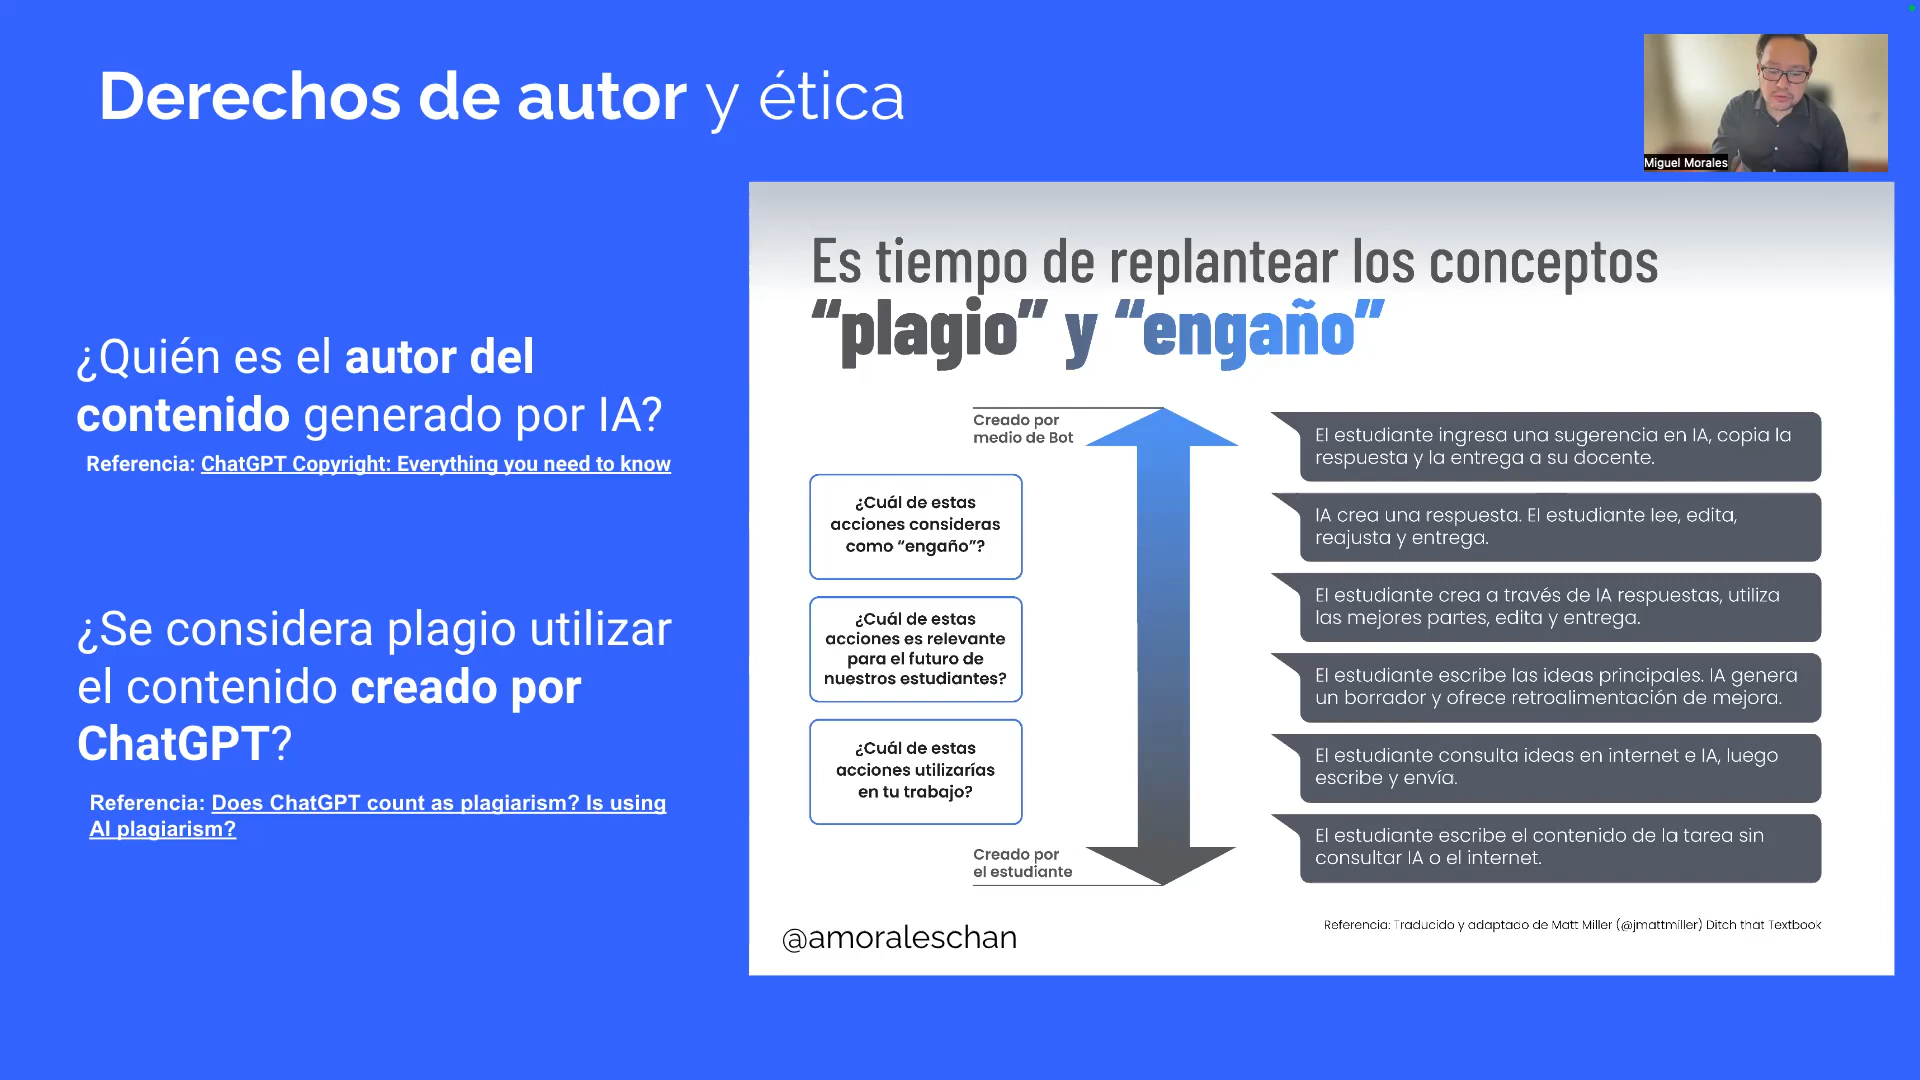 Derechos de autor y ética
Miguel Morales
¿Quién es el autor del
contenido generado por IA?
Referencia: ChatGPT Copyright: Everything you need to know
¿Se considera plagio utilizar
el contenido creado por
ChatGPT?
Referencia: Does ChatGPT count as plagiarism? Is using
AI plagiarism?
Es tiempo de replantear los conceptos
“plagio” y “engaño”
Creado por
medio de Bot
¿Cuál de estas
acciones consideras
como “engaño”?
¿Cuál de estas
acciones es relevante
para el futuro de
nuestros estudiantes?
¿Cuál de estas
acciones utilizarías
en tu trabajo?
Creado por
el estudiante
El estudiante ingresa una sugerencia en IA, copia la
respuesta y la entrega a su docente.
IA crea una respuesta. El estudiante lee, edita,
reajusta y entrega.
El estudiante crea a través de IA respuestas, utiliza
las mejores partes, edita y entrega.
El estudiante escribe las ideas principales. IA genera
un borrador y ofrece retroalimentación de mejora.
El estudiante consulta ideas en internet e IA, luego
escribe y envía.
El estudiante escribe el contenido de la tarea sin
consultar IA o el internet.
@amoraleschan
Referencia: Traducido y adaptado de Matt Miller (@jmattmiller) Ditch that Textbook